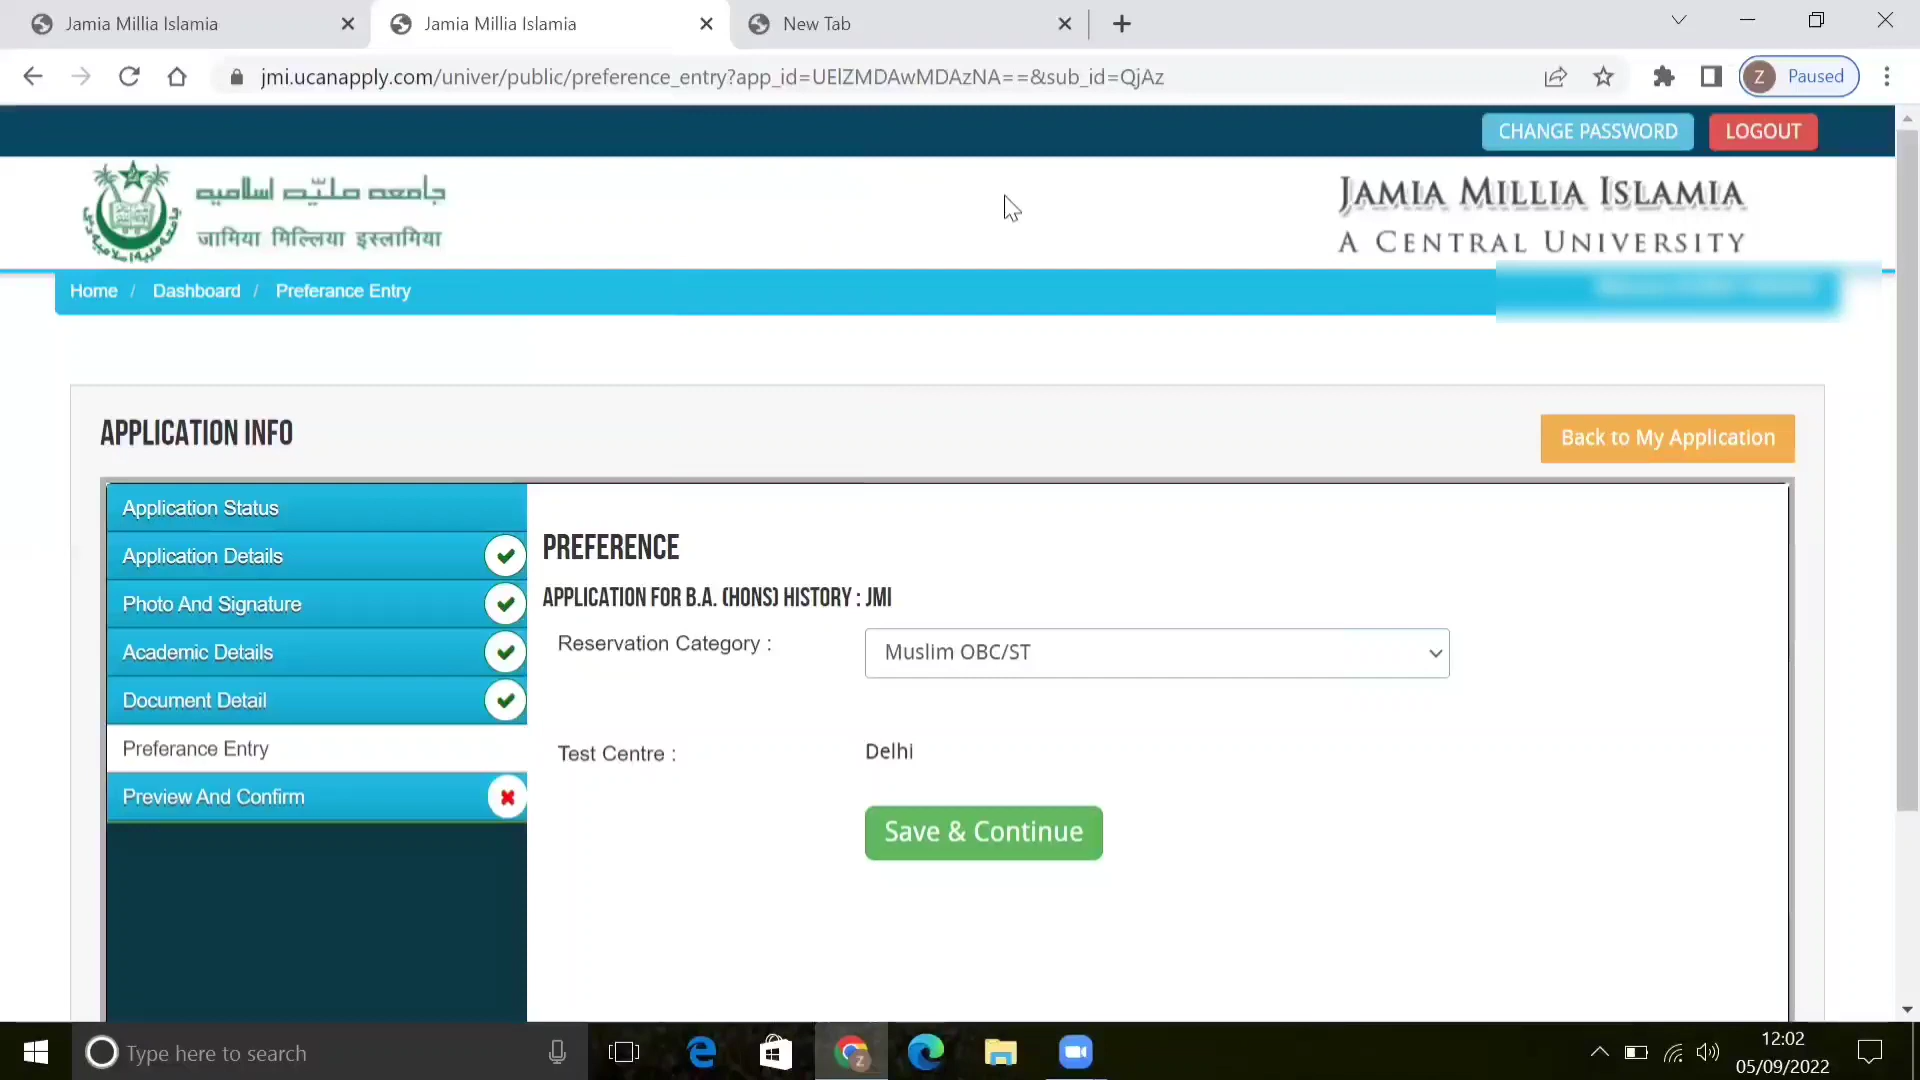 Jamia Millia Islamia
Jamia Millia Islamia
New Tab
jmi.ucanapply.com/univer/public/preference_entry?app_id=UElZMDAwMDAzNA==&sub_id=QjAz
Z Paused
CHANGE PASSWORD
LOGOUT
جامعہ ملیّہ اسلامیہ
जामिया मिल्लिया इस्लामिया
JAMIA MILLIA ISLAMIA
A CENTRAL UNIVERSITY
Home / Dashboard / Preferance Entry
APPLICATION INFO
Back to My Application
Application Status
Application Details
Photo And Signature
Academic Details
Document Detail
Preferance Entry
Preview And Confirm
PREFERENCE
APPLICATION FOR B.A. (HONS) HISTORY : JMI
Reservation Category :
Muslim OBC/ST
Test Centre :
Delhi
Save & Continue
Type here to search
Z
12:02
05/09/2022